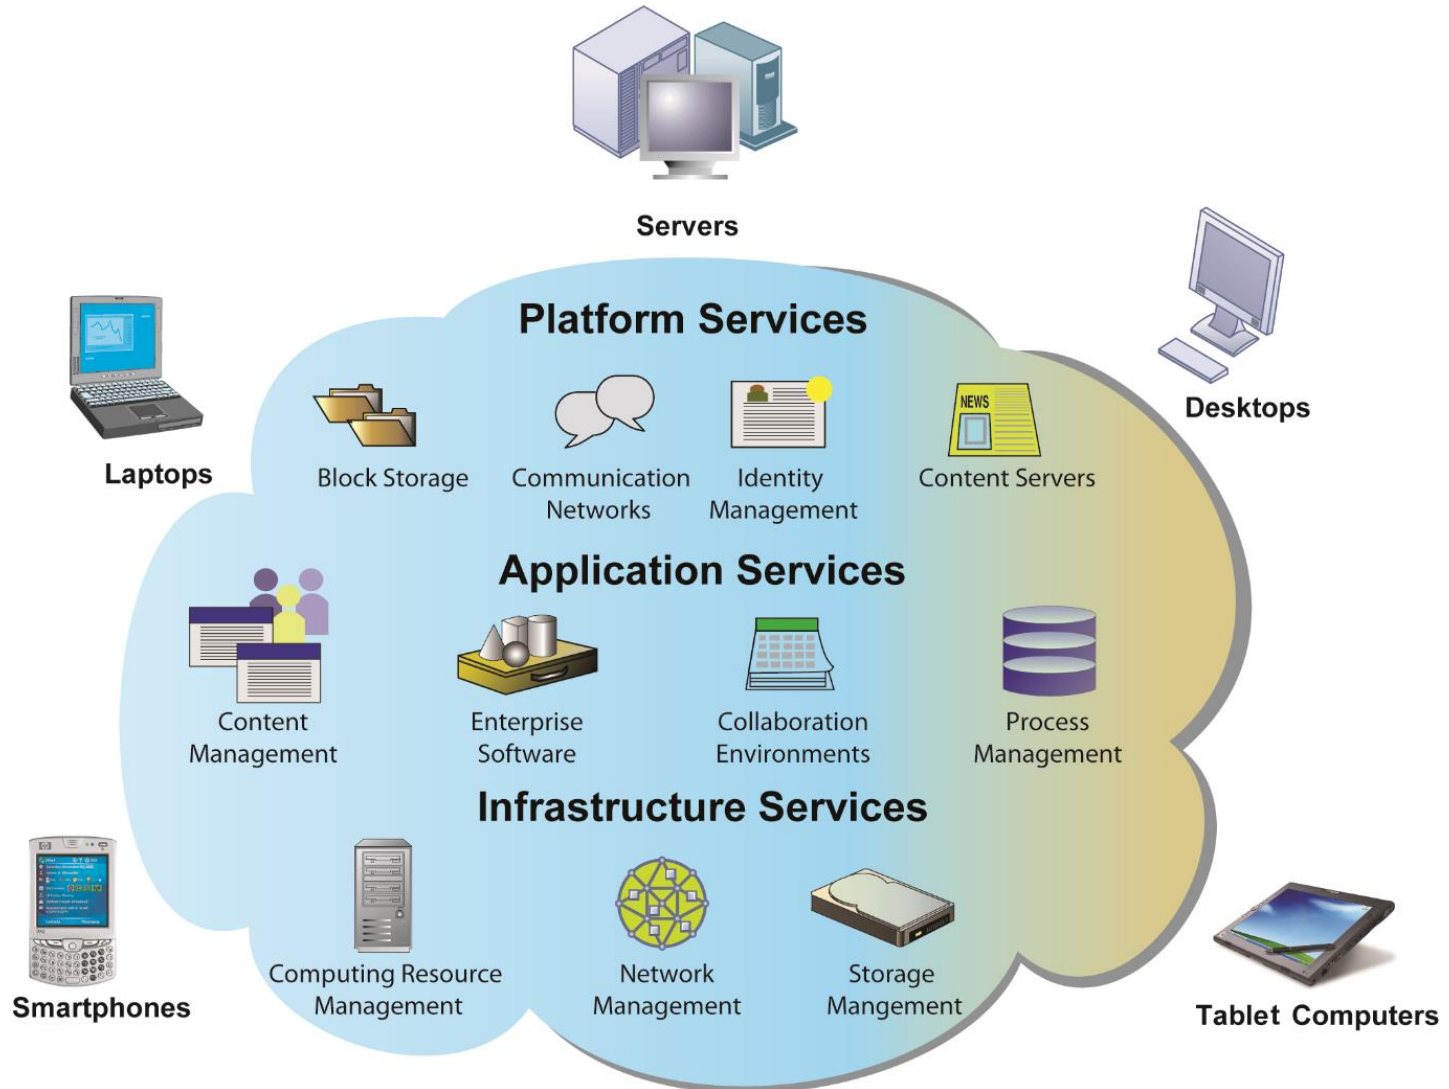 Servers
Platform Services
Laptops
Desktops
Block Storage
Communication
Networks
Identity
Management
NEWS
Content Servers
Application Services
Content
Management
Enterprise
Software
Collaboration
Environments
Process
Management
Infrastructure Services
Computing Resource
Management
Network
Management
Storage
Mangement
Smartphones
Tablet Computers